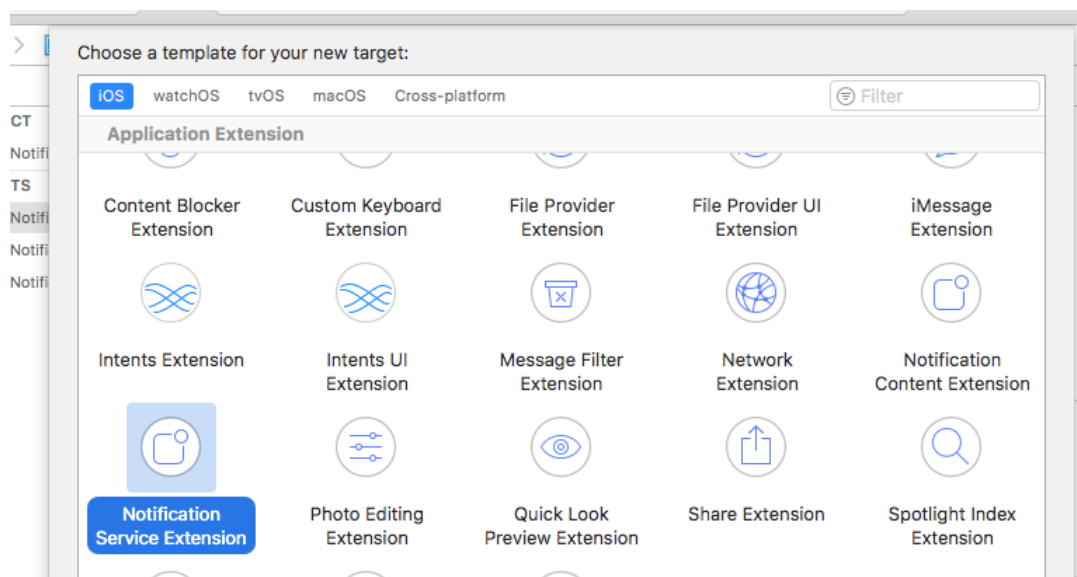 Choose a template for your new target:
iOS watchOS tvOS macOS Cross-platform
Filter
Application Extension
CT
Notifi
TS
Notifi
Notifi
Notifi
Content Blocker
Extension
Custom Keyboard
Extension
File Provider
Extension
File Provider UI
Extension
iMessage
Extension
Intents Extension
Intents UI
Extension
Message Filter
Extension
Network
Extension
Notification
Content Extension
Notification
Service Extension
Photo Editing
Extension
Quick Look
Preview Extension
Share Extension
Spotlight Index
Extension